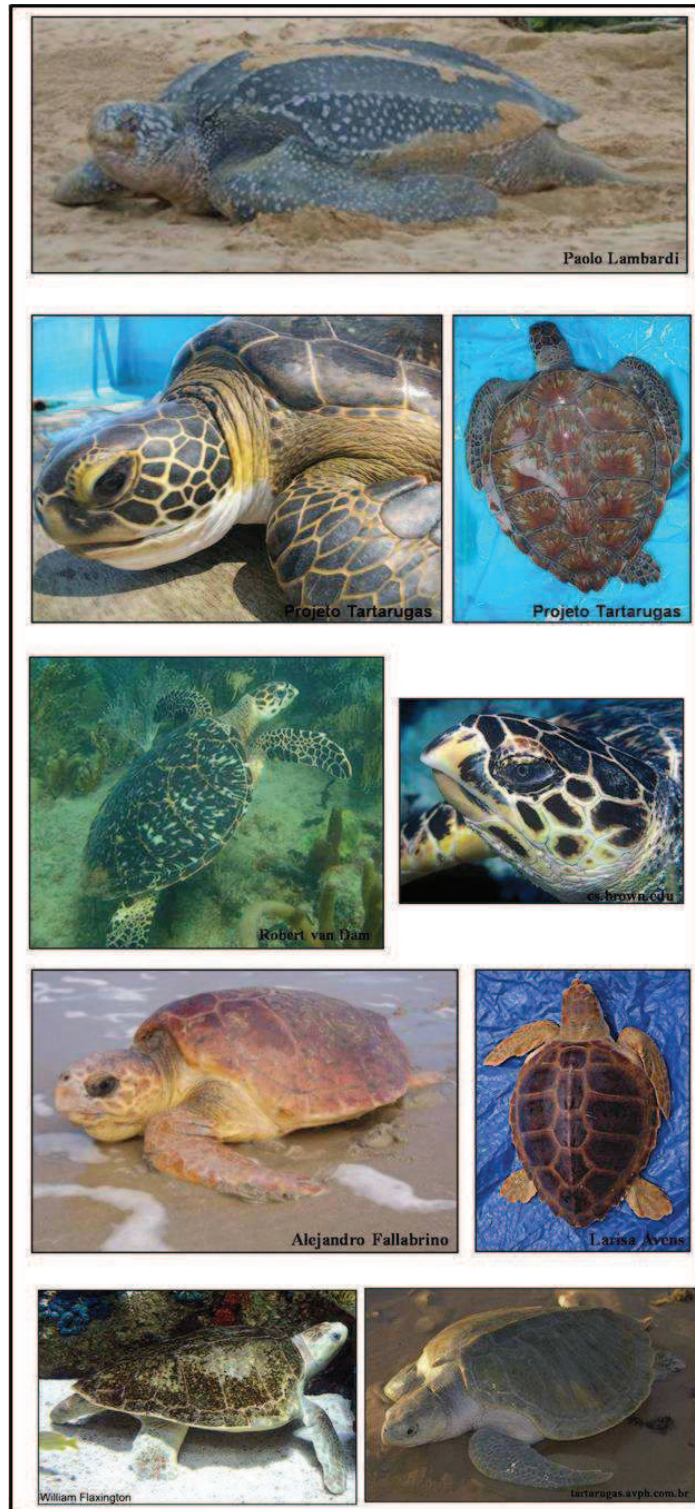 Paolo Lambardi
Projeto Tartarugas
Projeto Tartarugas
Robert van Dam
cs.brown.edu
Alejandro Fallabrino
Larisa Avens
William Flaxington
tartarugas.avph.com.br